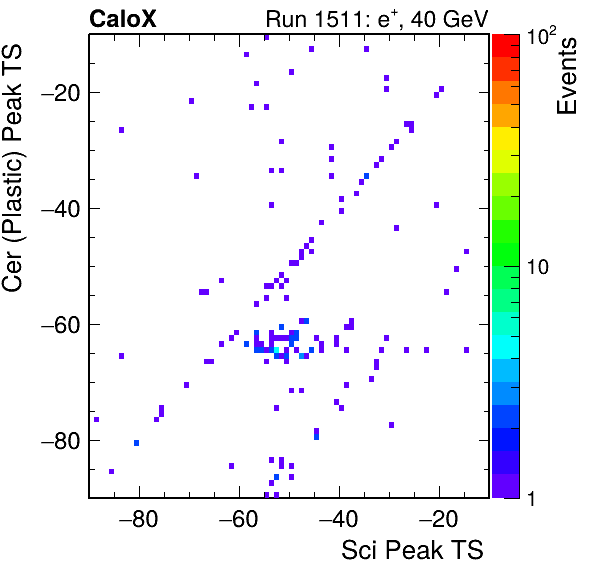 CaloX Run 1511: e⁺, 40 GeV
Cer (Plastic) Peak TS
−20
−40
−60
−80
−80 −60 −40 −20
Sci Peak TS
10²
10
1
Events